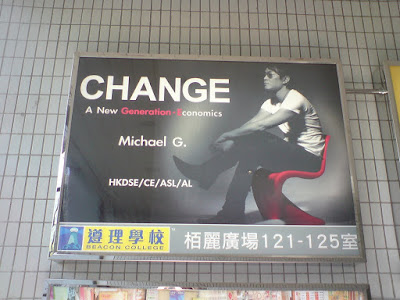 CHANGE
A New Generation-Economics
Michael G.
HKDSE/CE/ASL/AL
遵理學校
BEACON COLLEGE
栢麗廣場121-125室